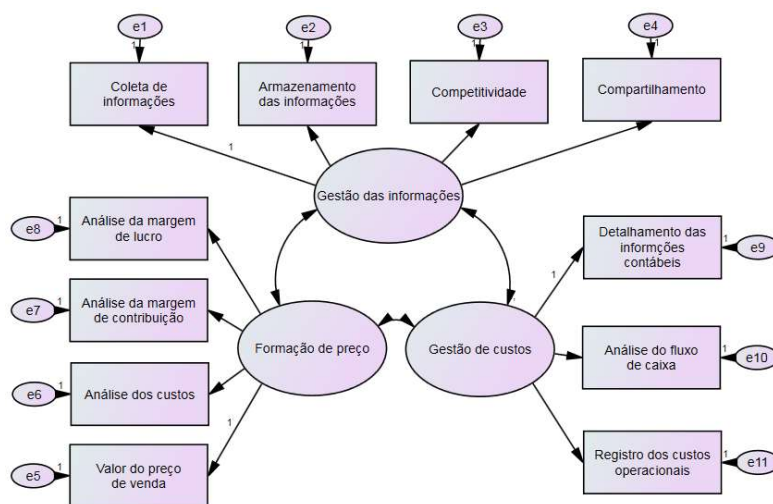 e1
e2
e3
e4
1
1
1
1
Coleta de
informações
Armazenamento
das informações
Competitividade
Compartilhamento
1
Gestão das informações
e8
1
Análise da margem
de lucro
Detalhamento das
informções
contábeis
1
e9
1
e7
1
Análise da margem
de contribuição
Formação de preço
Gestão de custos
Análise do fluxo
de caixa
1
e10
e6
1
Análise dos custos
1
e5
1
Valor do preço
de venda
Registro dos custos
operacionais
1
e11